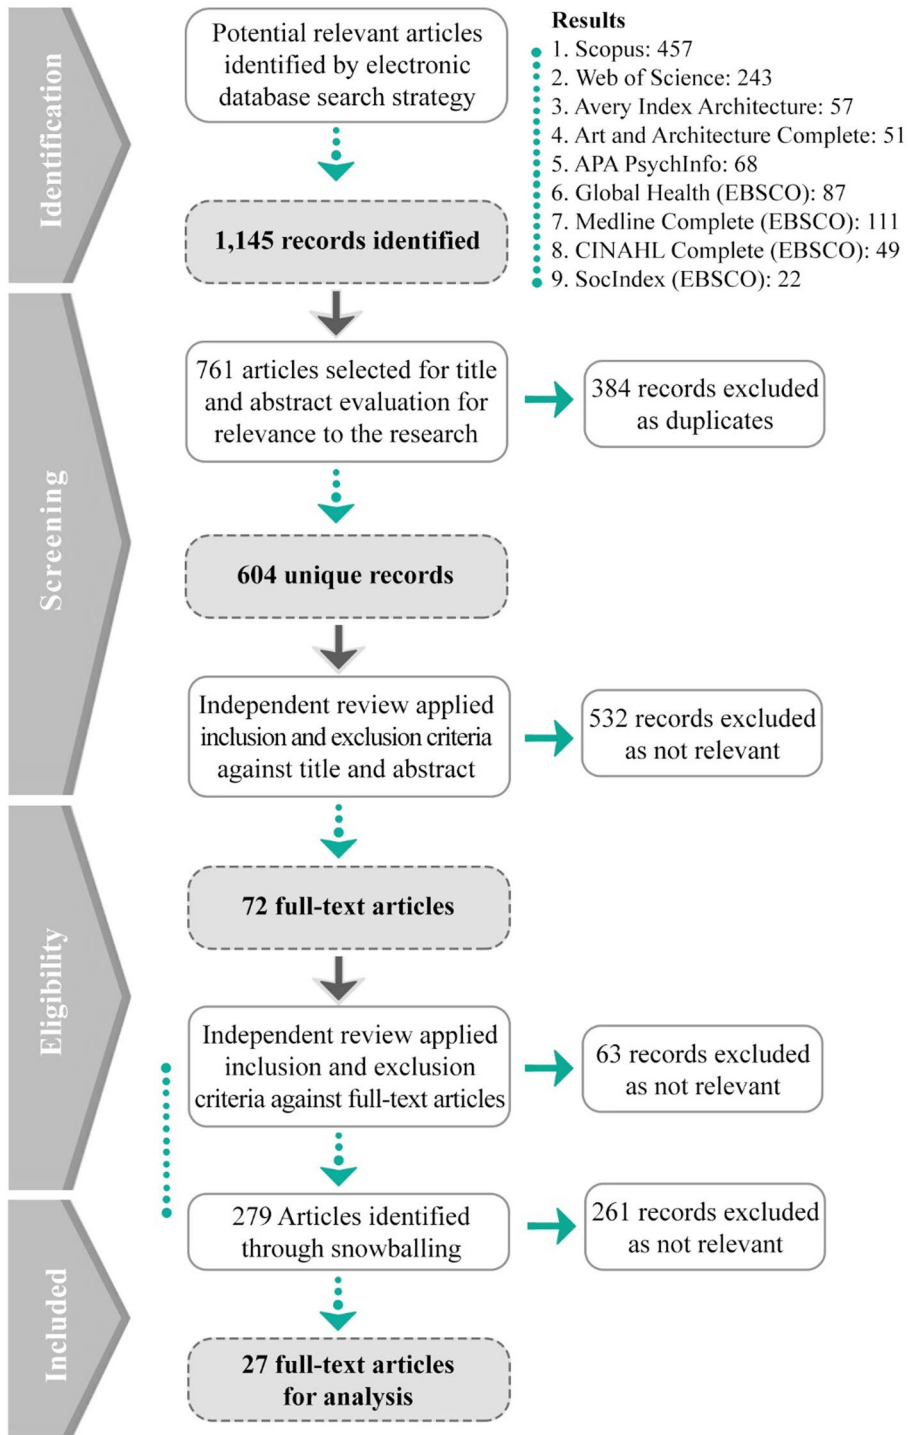 Identification
Potential relevant articles
identified by electronic
database search strategy
Results
1. Scopus: 457
2. Web of Science: 243
3. Avery Index Architecture: 57
4. Art and Architecture Complete: 51
5. APA PsychInfo: 68
6. Global Health (EBSCO): 87
7. Medline Complete (EBSCO): 111
8. CINAHL Complete (EBSCO): 49
9. SocIndex (EBSCO): 22
1,145 records identified
Screening
761 articles selected for title
and abstract evaluation for
relevance to the research
384 records excluded
as duplicates
604 unique records
Independent review applied
inclusion and exclusion criteria
against title and abstract
532 records excluded
as not relevant
Eligibility
72 full-text articles
Independent review applied
inclusion and exclusion
criteria against full-text articles
63 records excluded
as not relevant
Included
279 Articles identified
through snowballing
261 records excluded
as not relevant
27 full-text articles
for analysis